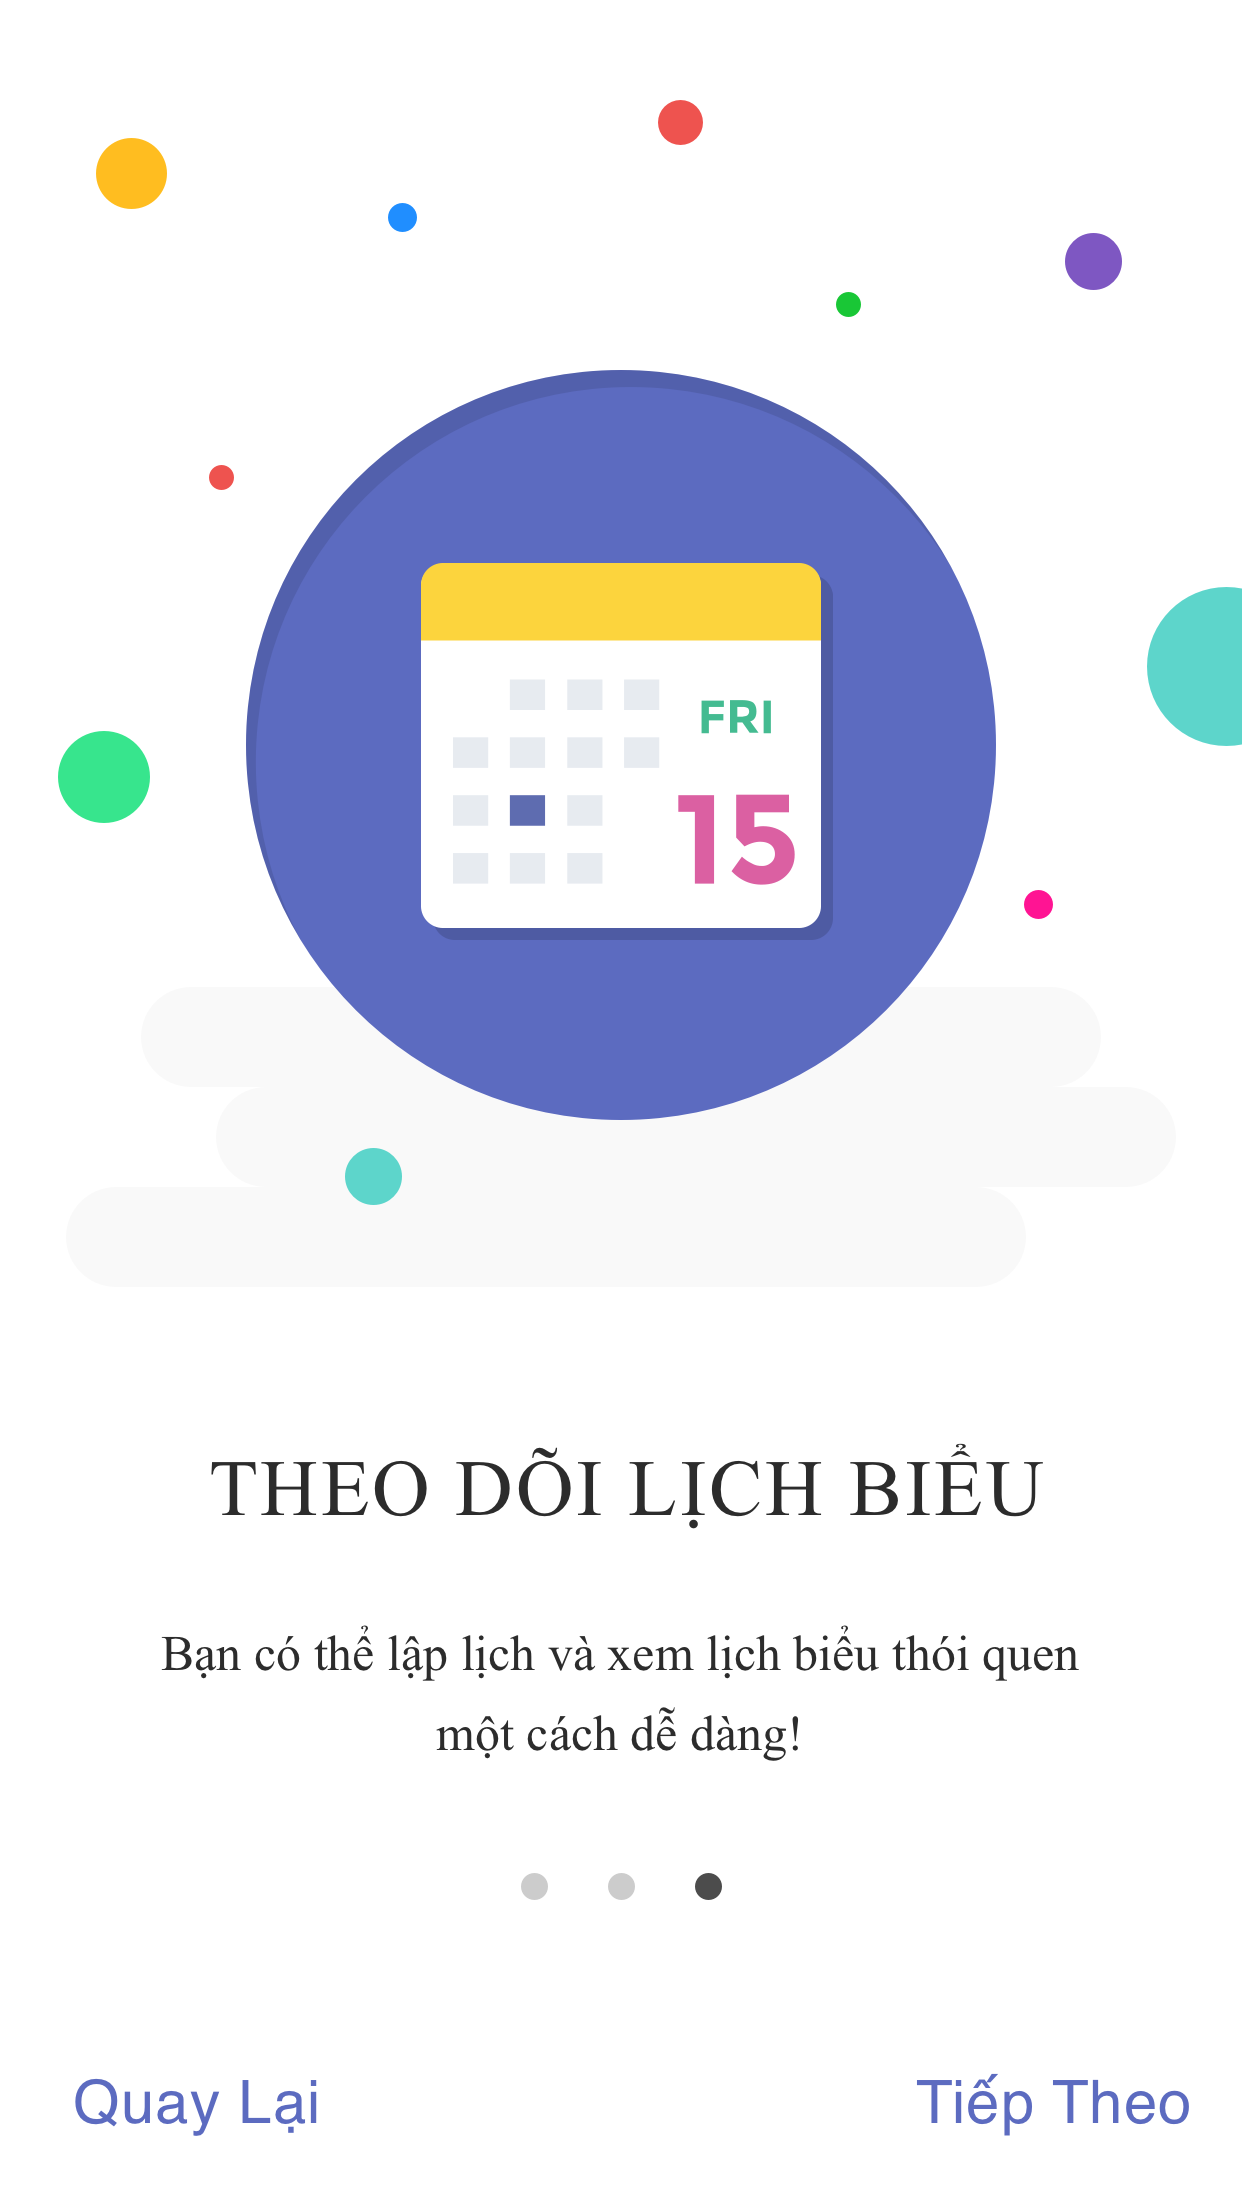 FRI
15
THEO DÕI LỊCH BIỂU
Bạn có thể lập lịch và xem lịch biểu thói quen
một cách dễ dàng!
Quay Lại
Tiếp Theo